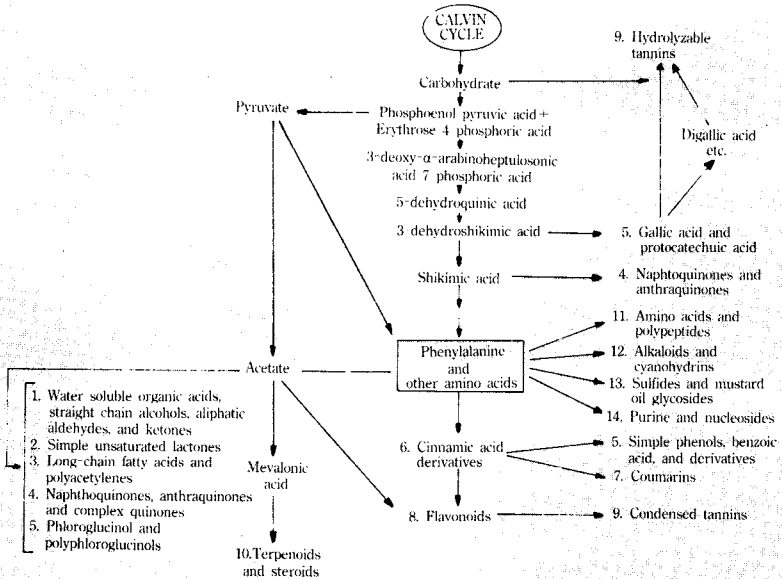 CALVIN
CYCLE
9. Hydrolyzable
tannins
Carbohydrate
Pyruvate
Phosphoenol pyruvic acid +
Erythrose 4 phosphoric acid
Digallic acid
etc.
3-deoxy-α-arabinoheptulosonic
acid 7 phosphoric acid
5-dehydroquinic acid
3 dehydroshikimic acid
5. Gallic acid and
protocatechuic acid
Shikimic acid
4. Naphtoquinones and
anthraquinones
11. Amino acids and
polypeptides
Phenylalanine
and
other amino acids
12. Alkaloids and
cyanohydrins
13. Sulfides and mustard
oil glycosides
14. Purine and nucleosides
Acetate
1. Water soluble organic acids,
straight chain alcohols, aliphatic
aldehydes, and ketones
2. Simple unsaturated lactones
3. Long-chain fatty acids and
polyacetylenes
4. Naphthoquinones, anthraquinones
and complex quinones
5. Phloroglucinol and
polyphloroglucinols
Mevalonic
acid
6. Cinnamic acid
derivatives
5. Simple phenols, benzoic
acid, and derivatives
7. Coumarins
8. Flavonoids
9. Condensed tannins
10. Terpenoids
and steroids